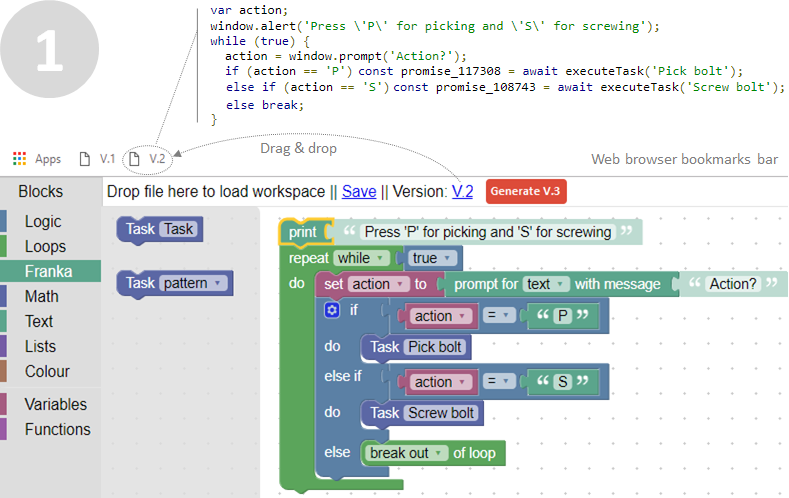 1
var action;
window.alert('Press \'P\' for picking and \'S\' for screwing');
while (true) {
action = window.prompt('Action?');
if (action == 'P') const promise_117308 = await executeTask('Pick bolt');
else if (action == 'S') const promise_108743 = await executeTask('Screw bolt');
else break;
}
Drag & drop
Apps V.1 V.2 Web browser bookmarks bar
Blocks Drop file here to load workspace || Save || Version: V.2 Generate V.3
Logic
Loops
Franka
Math
Text
Lists
Colour
Variables
Functions
Task Task
Task pattern
print “ Press 'P' for picking and 'S' for screwing ”
repeat while true
do set action to prompt for text with message “ Action? ”
if action = “ P ”
do Task Pick bolt
else if action = “ S ”
do Task Screw bolt
else break out of loop